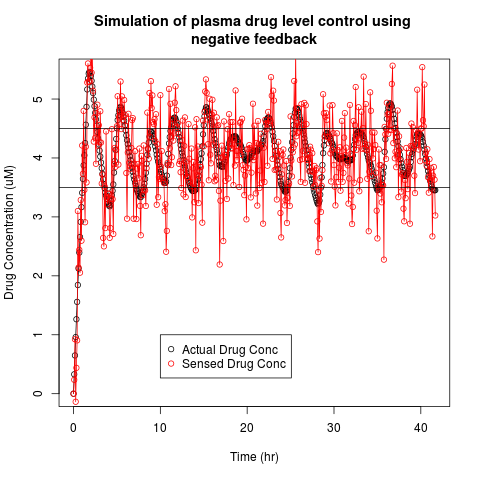 Simulation of plasma drug level control using
negative feedback
Drug Concentration (uM)
5
4
3
2
1
0
Actual Drug Conc
Sensed Drug Conc
0 10 20 30 40
Time (hr)